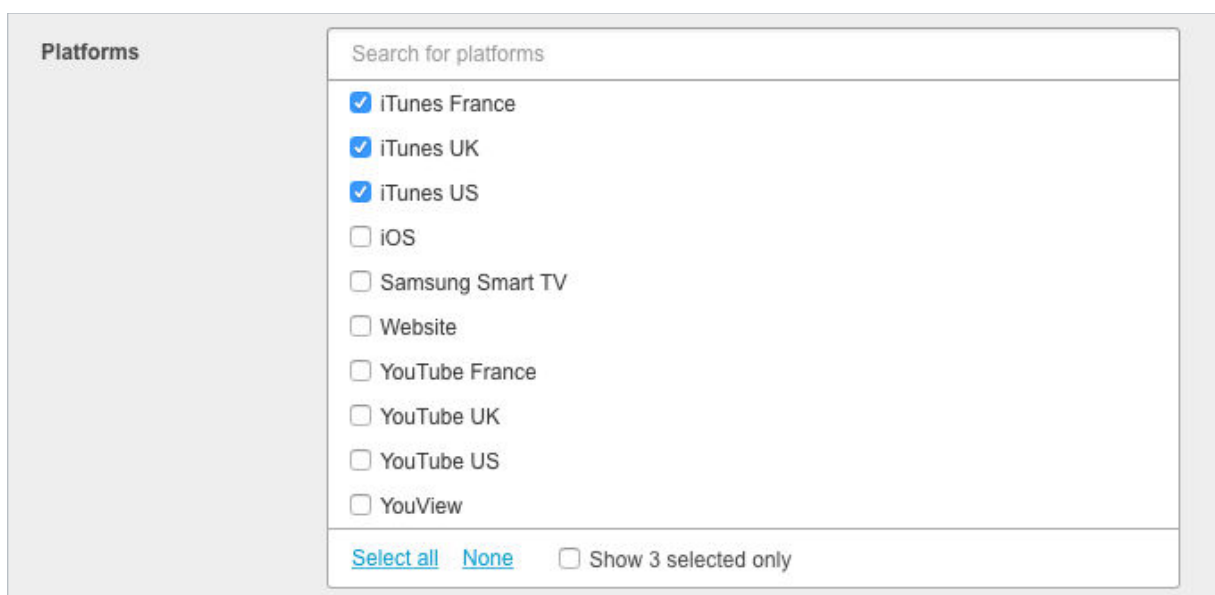 Platforms
Search for platforms
iTunes France
iTunes UK
iTunes US
iOS
Samsung Smart TV
Website
YouTube France
YouTube UK
YouTube US
YouView
Select all None Show 3 selected only